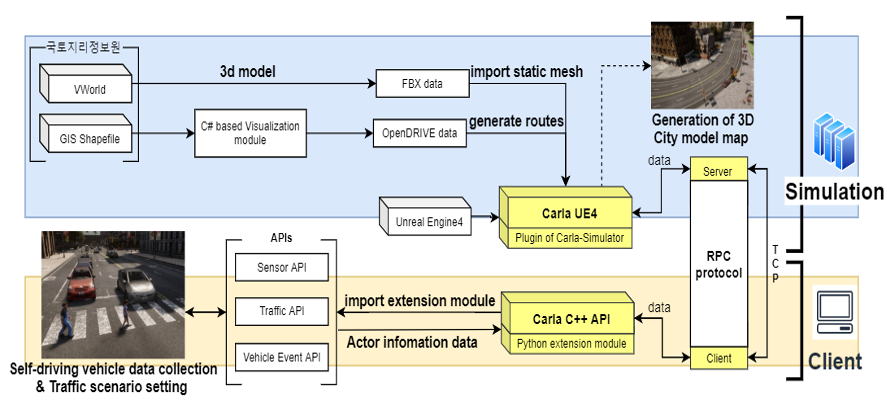 국토지리정보원
VWorld
3d model
FBX data
import static mesh
GIS Shapefile
C# based Visualization
module
OpenDRIVE data
generate routes
Generation of 3D
City model map
Unreal Engine4
Carla UE4
Plugin of Carla-Simulator
data
Server
RPC
protocol
Client
TCP
Simulation
APIs
Sensor API
Traffic API
Vehicle Event API
import extension module
Actor infomation data
Carla C++ API
Python extension module
data
Self-driving vehicle data collection
& Traffic scenario setting
Client